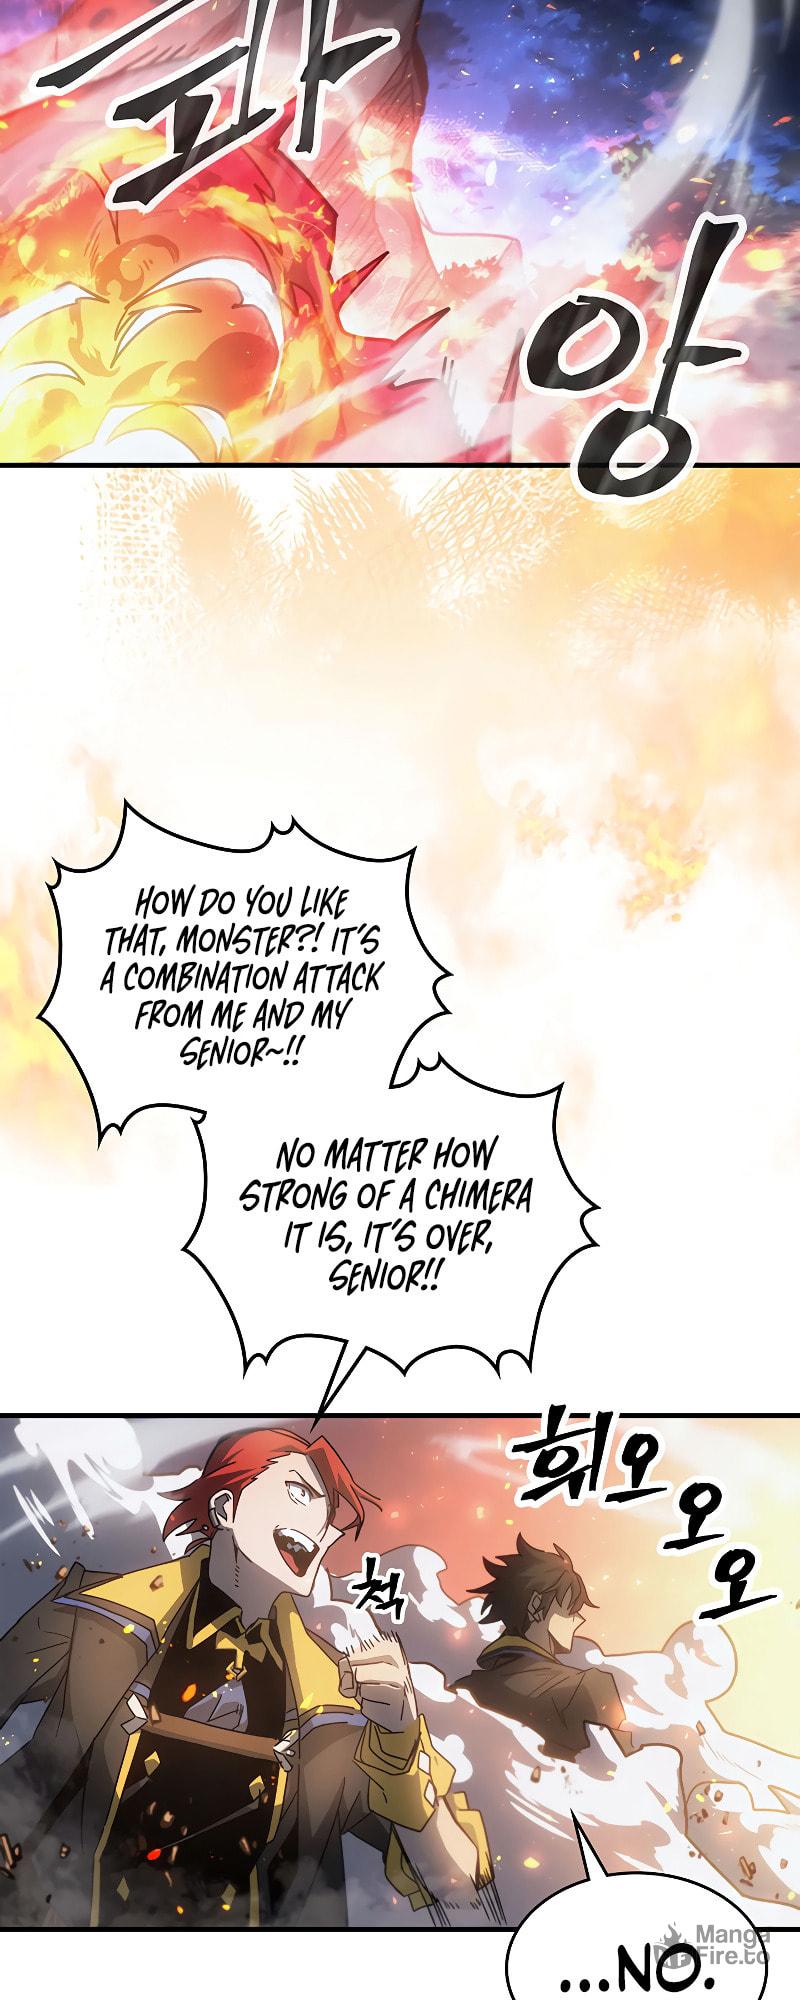 콰
앙
HOW DO YOU LIKE
THAT, MONSTER?! IT'S
A COMBINATION ATTACK
FROM ME AND MY
SENIOR~!!
NO MATTER HOW
STRONG OF A CHIMERA
IT IS, IT'S OVER,
SENIOR!!
휘오
오
오
척
...NO.
Manga
Fire.to